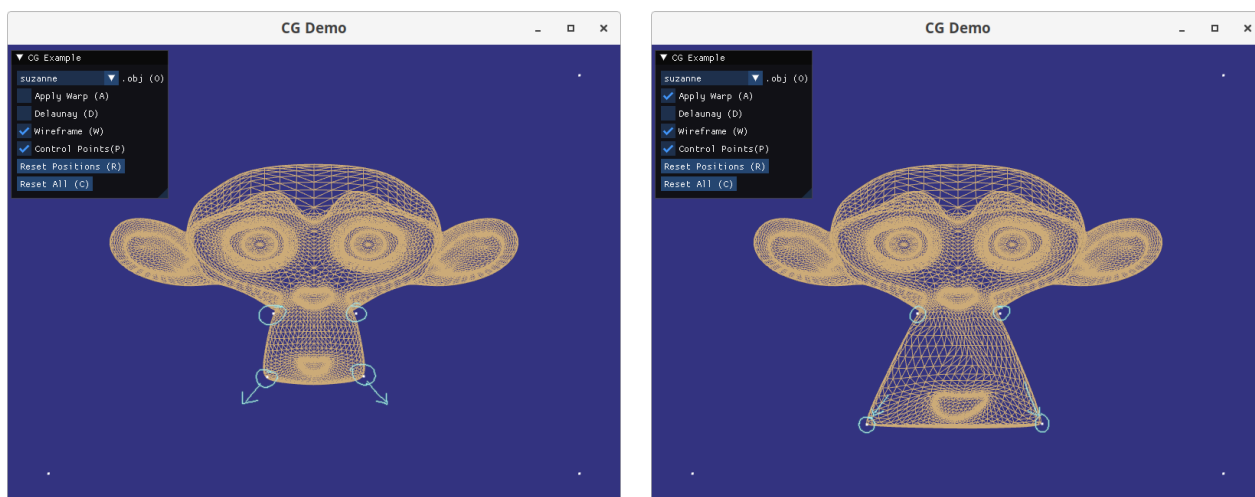 CG Demo
▼ CG Example
suzanne ▼ .obj (O)
Apply Warp (A)
Delaunay (D)
Wireframe (W)
Control Points(P)
Reset Positions (R)
Reset All (C)
CG Demo
▼ CG Example
suzanne ▼ .obj (O)
Apply Warp (A)
Delaunay (D)
Wireframe (W)
Control Points(P)
Reset Positions (R)
Reset All (C)